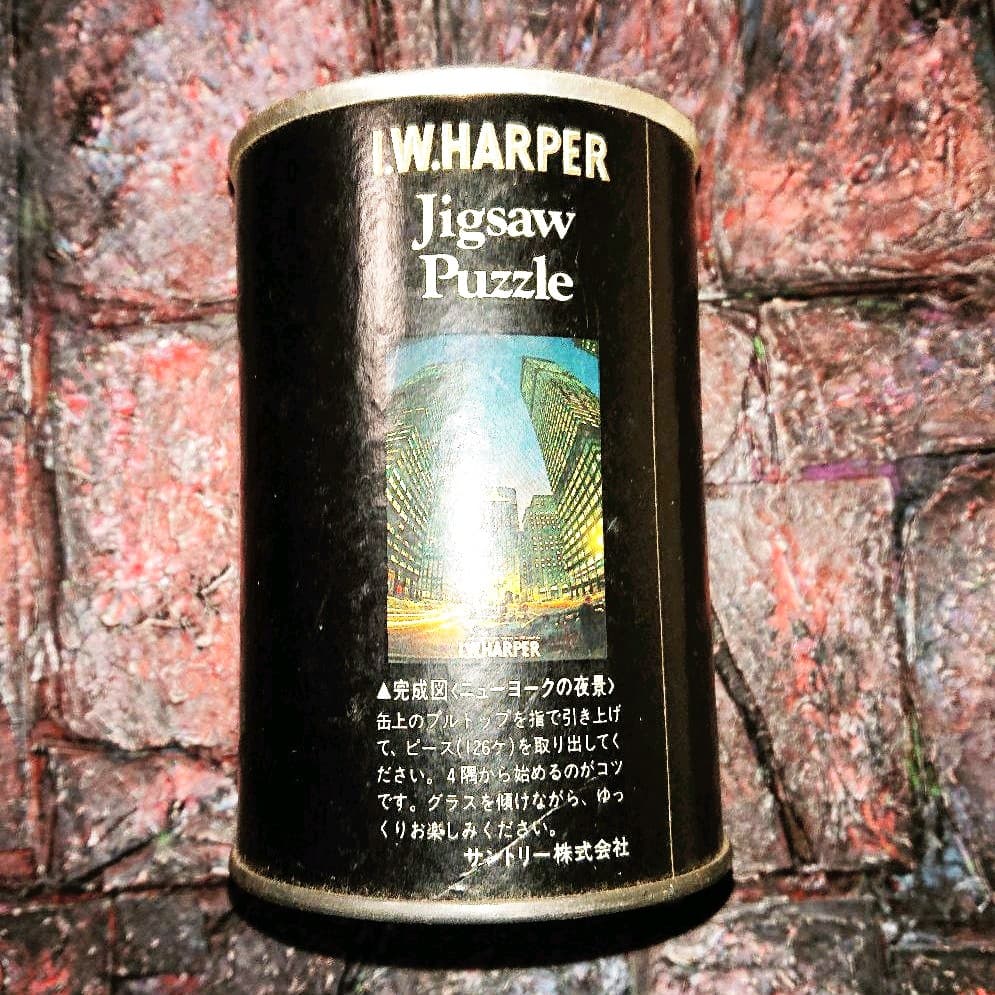 I.W.HARPER
Jigsaw
Puzzle
I.W.HARPER
▲完成図〈ニューヨークの夜景〉
缶上のプルトップを指で引き上げ
て、ピース(126ケ)を取り出してく
ださい。4隅から始めるのがコツ
です。グラスを傾けながら、ゆっ
くりお楽しみください。
サントリー株式会社